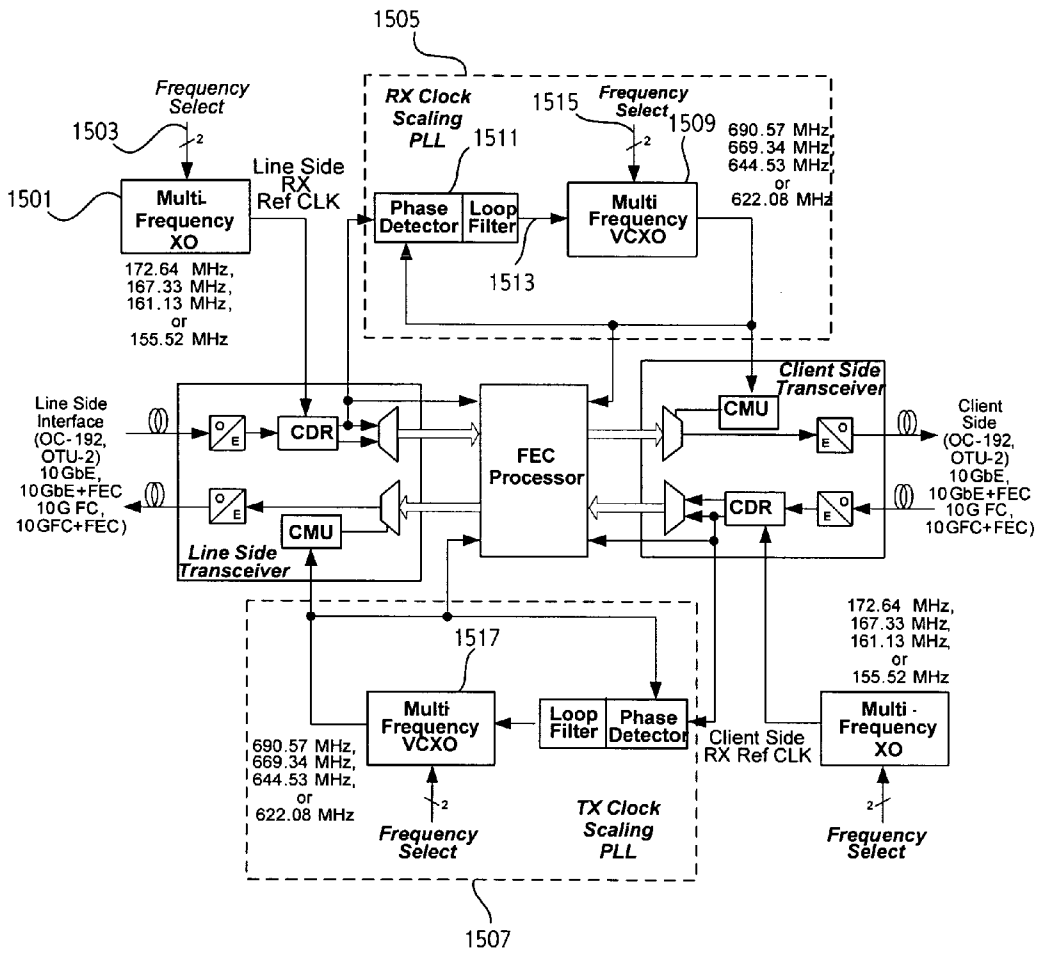 1505
Frequency
Select
1503
2
1501
Multi-
Frequency
XO
Line Side
RX
Ref CLK
172.64 MHz,
167.33 MHz,
161.13 MHz,
or
155.52 MHz
RX Clock
Scaling
PLL
1511
Phase
Detector
Loop
Filter
1513
Frequency
Select
1515
2
1509
Multi
Frequency
VCXO
690.57 MHz,
669.34 MHz,
644.53 MHz,
or
622.08 MHz
Line Side
Interface
(OC-192,
OTU-2)
10GbE,
10GbE+FEC
10G FC,
10GFC+FEC)
O
E
CDR
O
E
CMU
Line Side
Transceiver
FEC
Processor
Client Side
Transceiver
CMU
E
O
CDR
E
O
Client
Side
(OC-192,
OTU-2)
10GbE,
10GbE+FEC
10G FC,
10GFC+FEC)
1517
Multi
Frequency
VCXO
Loop
Filter
Phase
Detector
690.57 MHz,
669.34 MHz,
644.53 MHz,
or
622.08 MHz
2
Frequency
Select
TX Clock
Scaling
PLL
1507
Client Side
RX Ref CLK
172.64 MHz,
167.33 MHz,
161.13 MHz,
or
155.52 MHz
Multi -
Frequency
XO
2
Frequency
Select